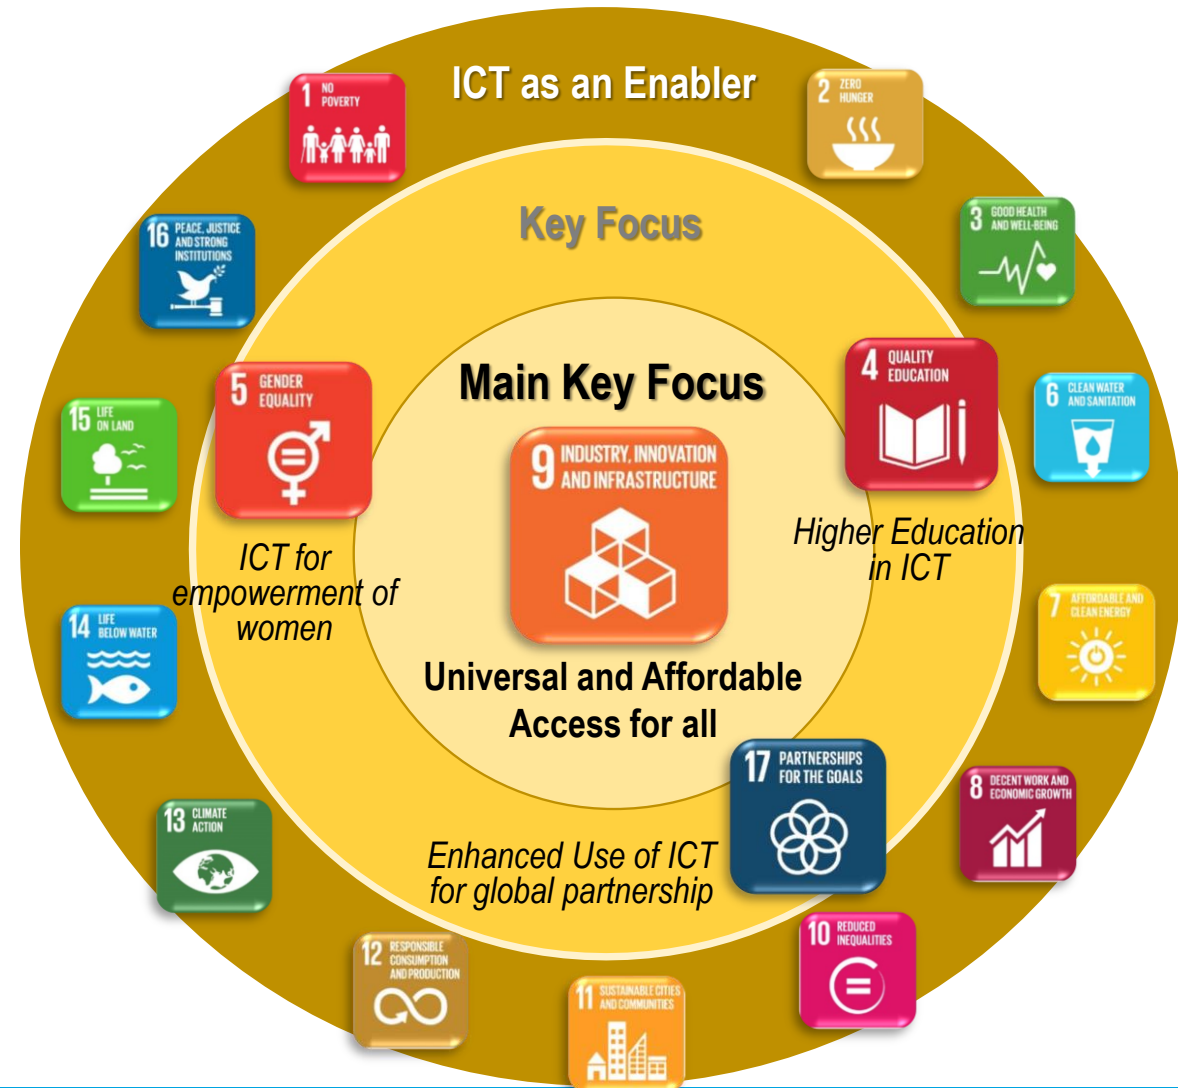 ICT as an Enabler
1 NO
POVERTY
2 ZERO
HUNGER
Key Focus
3 GOOD HEALTH
AND WELL-BEING
16 PEACE, JUSTICE
AND STRONG
INSTITUTIONS
Main Key Focus
4 QUALITY
EDUCATION
5 GENDER
EQUALITY
6 CLEAN WATER
AND SANITATION
15 LIFE
ON LAND
9 INDUSTRY, INNOVATION
AND INFRASTRUCTURE
Higher Education
in ICT
ICT for
empowerment of
women
7 AFFORDABLE AND
CLEAN ENERGY
14 LIFE
BELOW WATER
Universal and Affordable
Access for all
17 PARTNERSHIPS
FOR THE GOALS
8 DECENT WORK AND
ECONOMIC GROWTH
13 CLIMATE
ACTION
Enhanced Use of ICT
for global partnership
10 REDUCED
INEQUALITIES
12 RESPONSIBLE
CONSUMPTION
AND PRODUCTION
11 SUSTAINABLE CITIES
AND COMMUNITIES